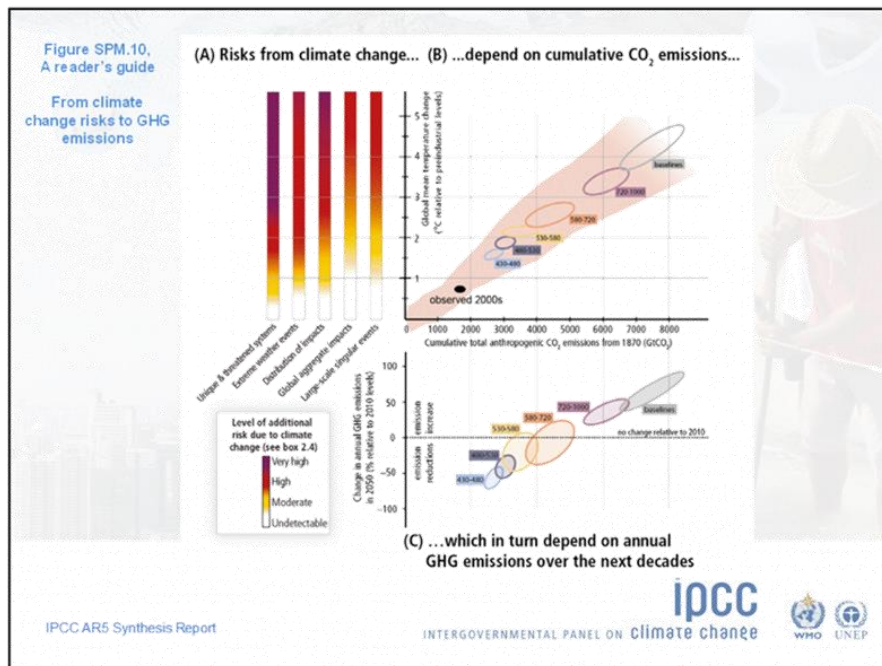 Figure SPM.10,
A reader's guide
From climate
change risks to GHG
emissions
(A) Risks from climate change...
(B) ...depend on cumulative CO₂ emissions...
Global mean temperature change
(°C relative to preindustrial levels)
5
4
3
2
1
baselines
720-1000
580-720
530-580
480-530
430-480
observed 2000s
0
1000
2000
3000
4000
5000
6000
7000
8000
Cumulative total anthropogenic CO₂ emissions from 1870 (GtCO₂)
Unique & threatened systems
Extreme weather events
Distribution of impacts
Global aggregate impacts
Large-scale singular events
Level of additional
risk due to climate
change (see box 2.4)
Very high
High
Moderate
Undetectable
Change in annual GHG emissions
in 2050 (% relative to 2010 levels)
emission
increase
emission
reductions
100
50
0
−50
−100
baselines
720-1000
580-720
530-580
480-530
430-480
no change relative to 2010
(C) ...which in turn depend on annual
GHG emissions over the next decades
IPCC AR5 Synthesis Report
ipcc
INTERGOVERNMENTAL PANEL ON climate change
WMO
UNEP